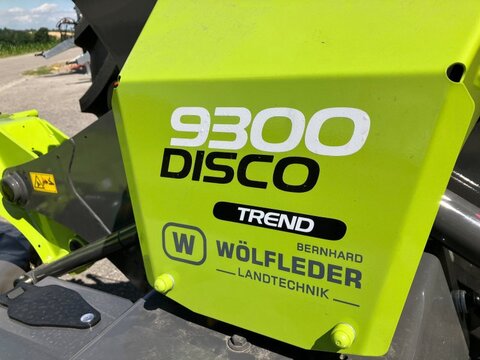 9300
DISCO
TREND
BERNHARD
W WÖLFLEDER
LANDTECHNIK